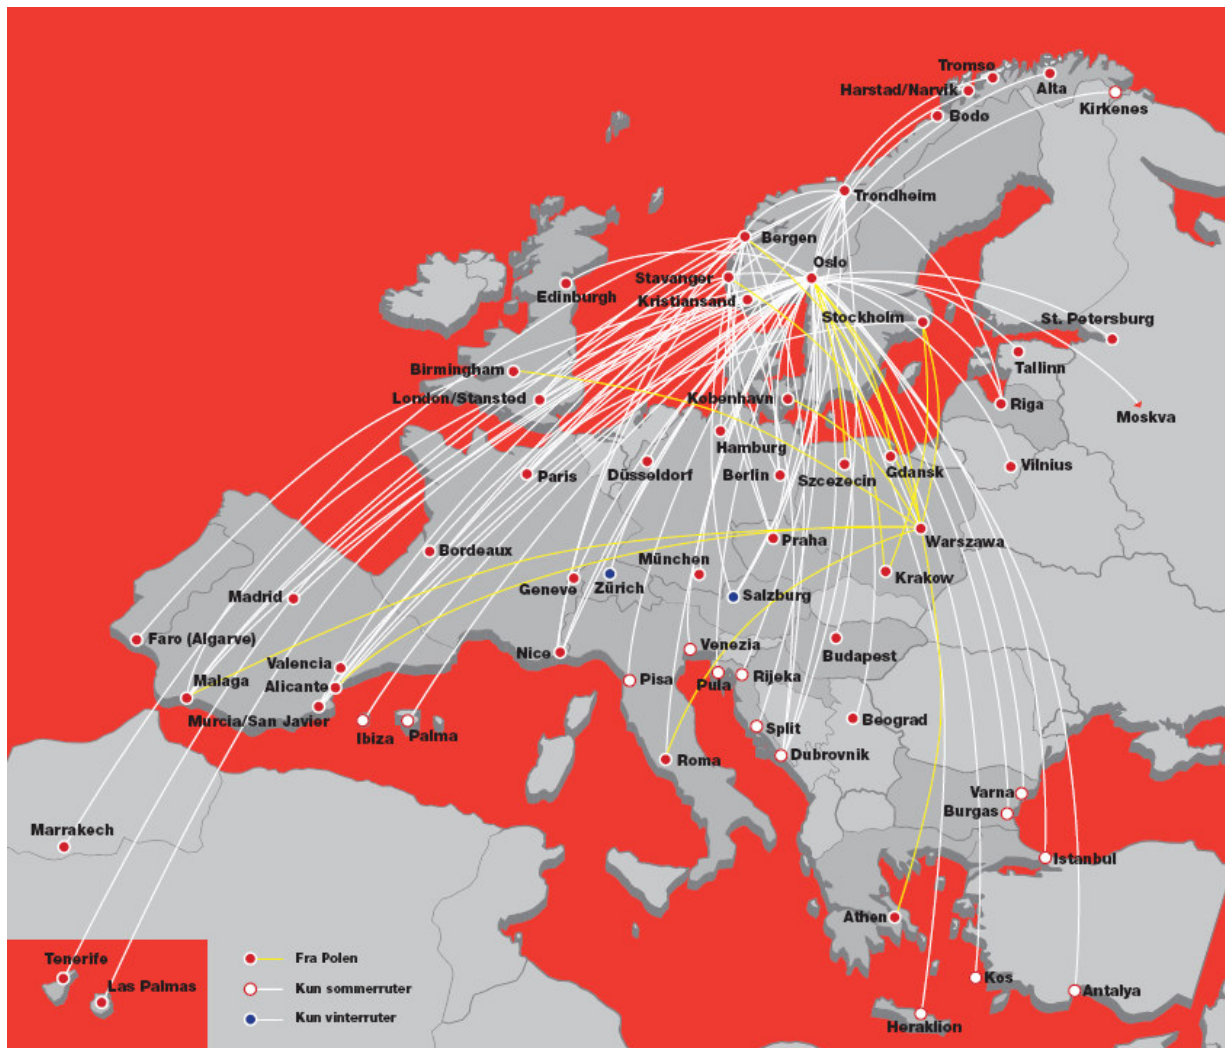 Tromsø
Harstad/Narvik
Alta
Kirkenes
Bodø
Trondheim
Bergen
Oslo
Stavanger
Edinburgh
Kristiansand
Stockholm
St. Petersburg
Tallinn
Birmingham
London/Stansted
København
Riga
Moskva
Hamburg
Paris
Düsseldorf
Berlin
Szcezecin
Gdansk
Vilnius
Warszawa
Praha
Bordeaux
München
Krakow
Geneve
Zürich
Salzburg
Madrid
Faro (Algarve)
Venezia
Budapest
Nice
Valencia
Malaga
Alicante
Pisa
Pula
Rijeka
Murcia/San Javier
Ibiza
Palma
Split
Beograd
Dubrovnik
Roma
Varna
Burgas
Marrakech
Istanbul
Athen
Tenerife
Las Palmas
Kos
Antalya
Heraklion
Fra Polen
Kun sommerruter
Kun vinterruter